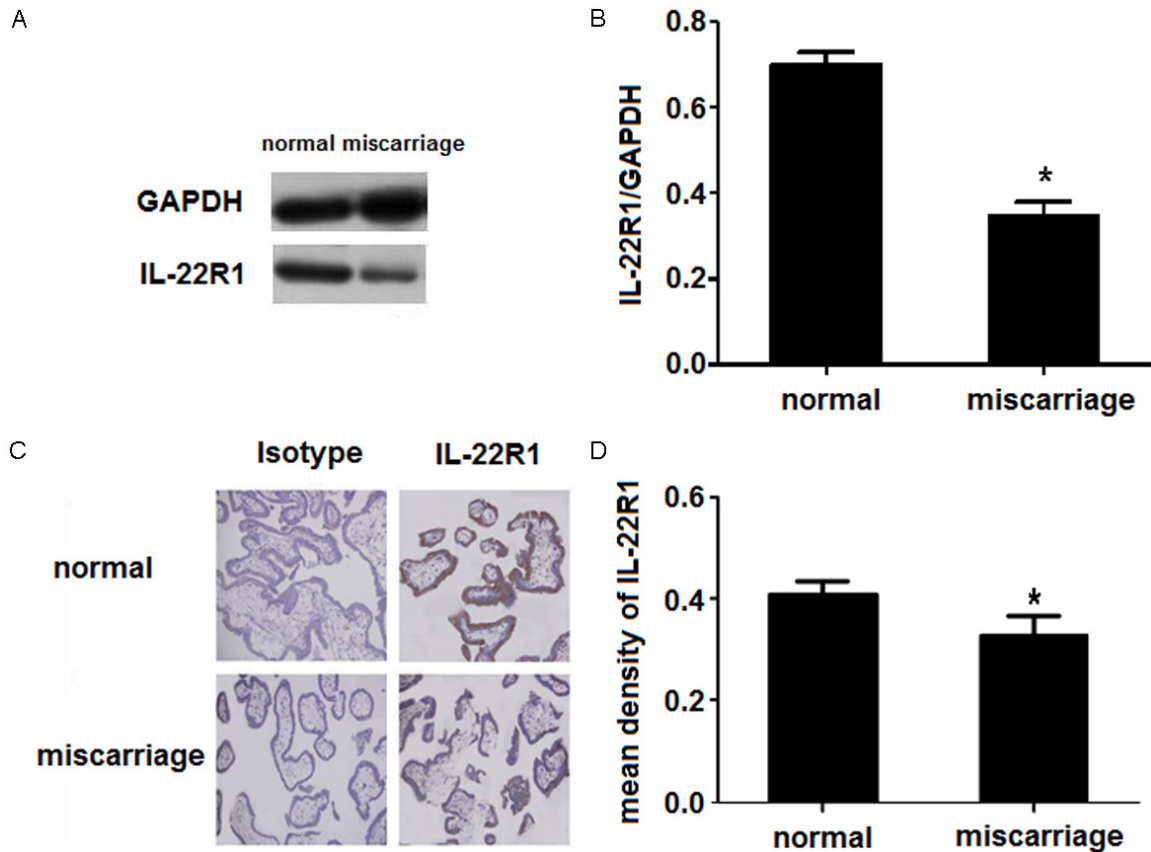 A
normal miscarriage
GAPDH
IL-22R1
B
IL-22R1/GAPDH
0.8
0.6
0.4
0.2
0.0
*
normal
miscarriage
C
Isotype
IL-22R1
normal
miscarriage
D
mean density of IL-22R1
0.6
0.4
0.2
0.0
*
normal
miscarriage